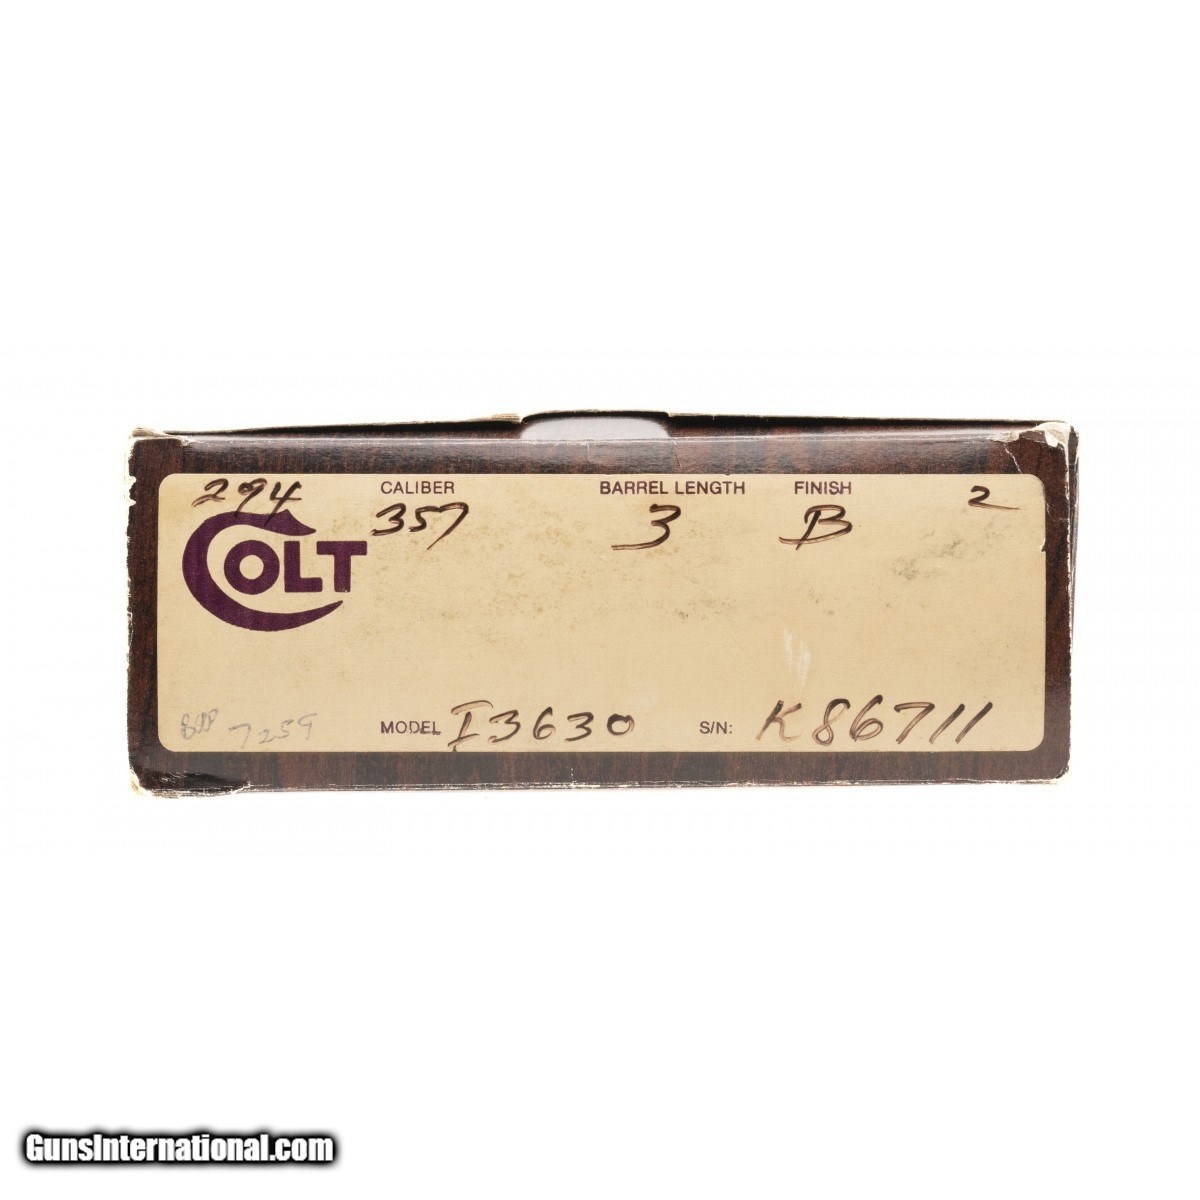 294 CALIBER BARREL LENGTH FINISH 2
357 3 B
COLT
7259 MODEL I3630 S/N: K86711
GunsInternational.com